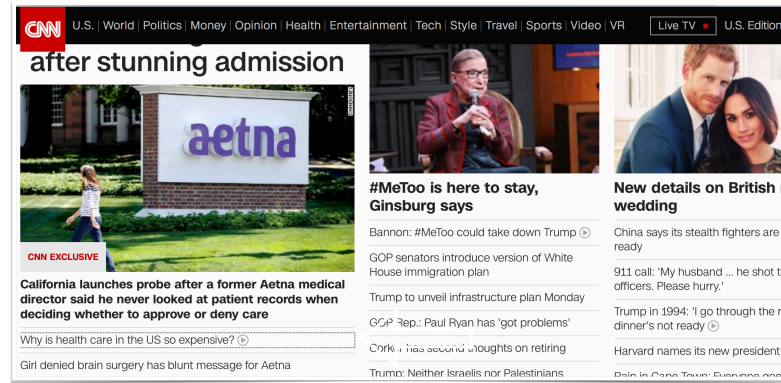 CNN
U.S. | World | Politics | Money | Opinion | Health | Entertainment | Tech | Style | Travel | Sports | Video | VR
Live TV
U.S. Edition
after stunning admission
aetna
CNN EXCLUSIVE
California launches probe after a former Aetna medical
director said he never looked at patient records when
deciding whether to approve or deny care
Why is health care in the US so expensive?
Girl denied brain surgery has blunt message for Aetna
#MeToo is here to stay,
Ginsburg says
Bannon: #MeToo could take down Trump
GOP senators introduce version of White
House immigration plan
Trump to unveil infrastructure plan Monday
GOP Rep.: Paul Ryan has 'got problems'
Corker has second thoughts on retiring
Trump: Neither Israelis nor Palestinians
New details on British
wedding
China says its stealth fighters are
ready
911 call: 'My husband ... he shot
officers. Please hurry.'
Trump in 1994: 'I go through the
dinner's not ready
Harvard names its new president